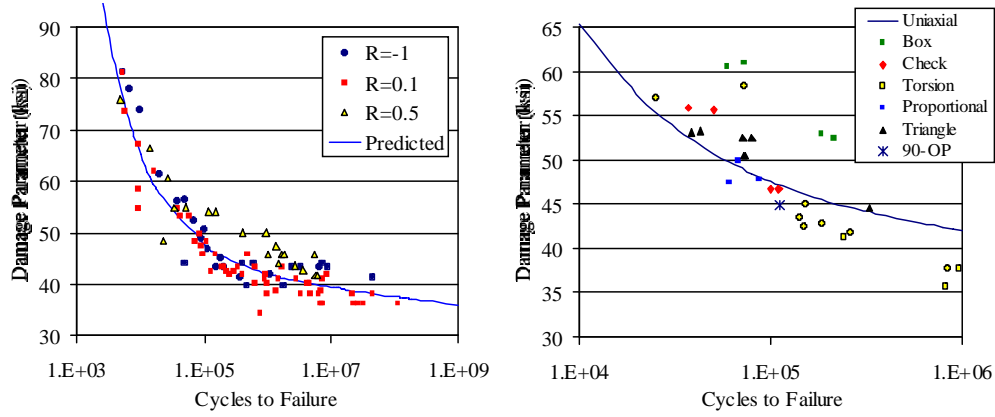 90
80
70
60
50
40
30
Damage Parameter (ksi)
1.E+03
1.E+05
1.E+07
1.E+09
Cycles to Failure
R=-1
R=0.1
R=0.5
Predicted
65
60
55
50
45
40
35
30
Damage Parameter (ksi)
1.E+04
1.E+05
1.E+06
Cycles to Failure
Uniaxial
Box
Check
Torsion
Proportional
Triangle
90-OP